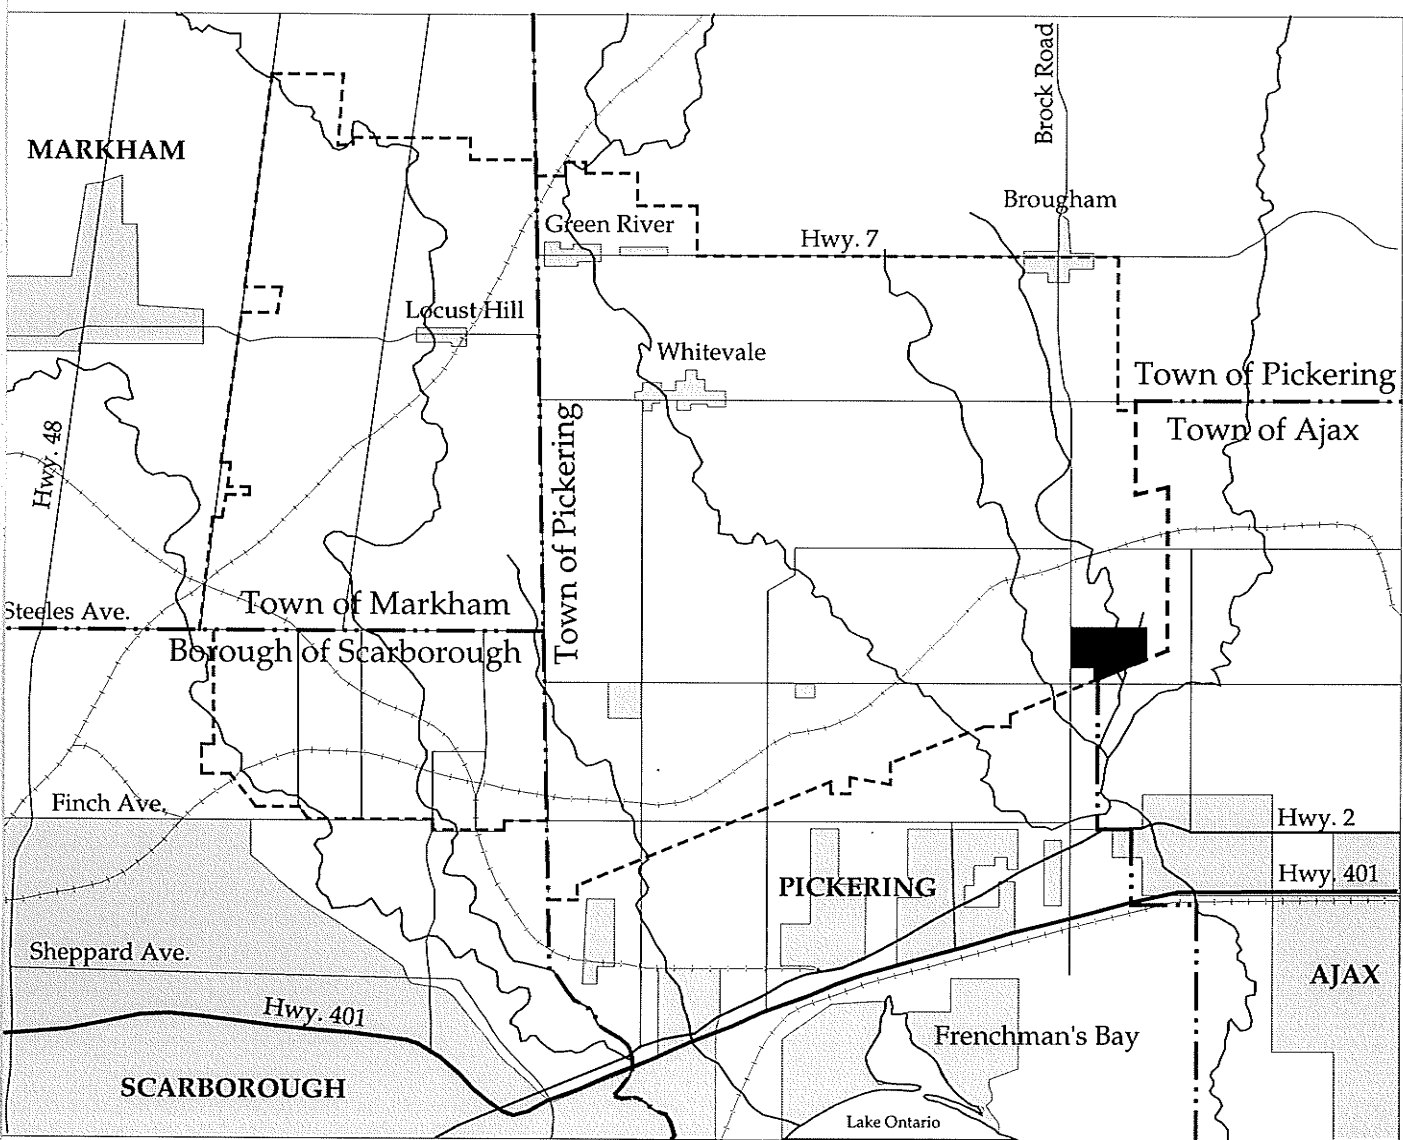 Brock Road
MARKHAM
Brougham
Green River
Hwy. 7
Locust Hill
Whitevale
Town of Pickering
Town of Ajax
Hwy. 48
Town of Pickering
Steeles Ave.
Town of Markham
Borough of Scarborough
Finch Ave.
Hwy. 2
Hwy. 401
PICKERING
Sheppard Ave.
AJAX
Hwy. 401
Frenchman's Bay
SCARBOROUGH
Lake Ontario